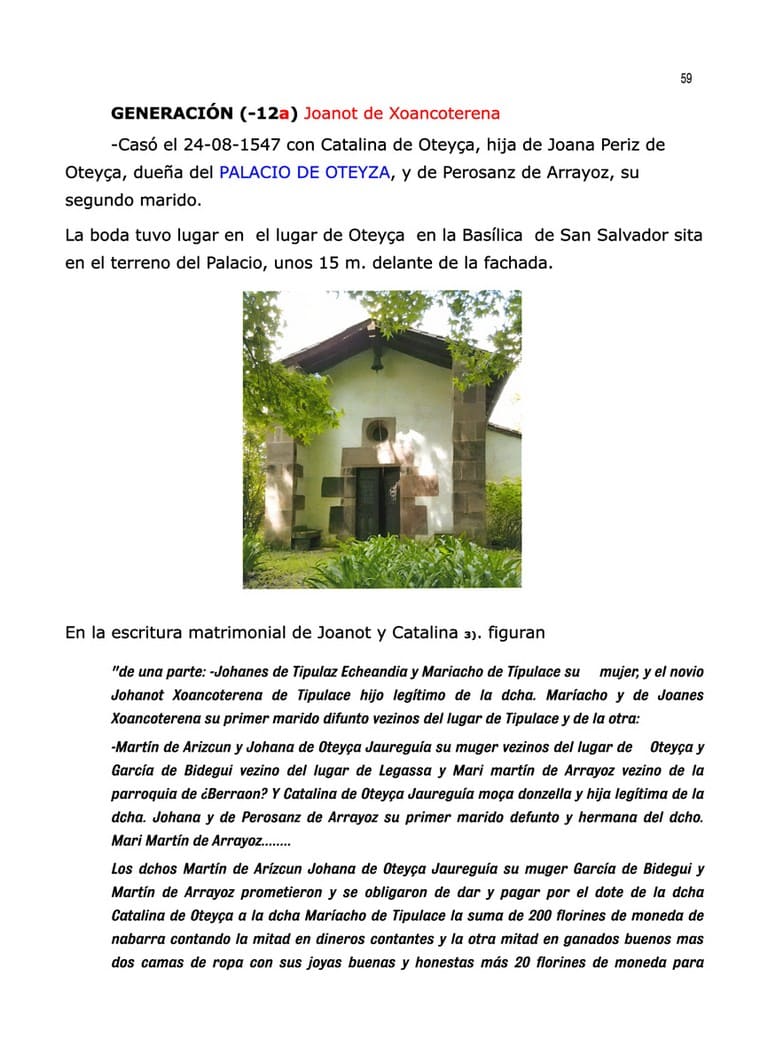 59
GENERACIÓN (-12a) Joanot de Xoancoterena
-Casó el 24-08-1547 con Catalina de Oteyça, hija de Joana Periz de
Oteyça, dueña del PALACIO DE OTEYZA, y de Perosanz de Arrayoz, su
segundo marido.
La boda tuvo lugar en el lugar de Oteyça en la Basílica de San Salvador sita
en el terreno del Palacio, unos 15 m. delante de la fachada.
En la escritura matrimonial de Joanot y Catalina 3). figuran
"de una parte: -Johanes de Tipulaz Echeandia y Mariacho de Típulace su mujer, y el novio
Johanot Xoancoterena de Tipulace hijo legítimo de la dcha. Maríacho y de Joanes
Xoancoterena su primer marido difunto vezinos del lugar de Tipulace y de la otra:
-Martín de Arizcun y Johana de Oteyça Jaureguía su muger vezinos del lugar de Oteyça y
García de Bidegui vezino del lugar de Legassa y Mari martín de Arrayoz vezino de la
parroquia de ¿Berraon? Y Catalina de Oteyça Jaureguía moça donzella y hija legítima de la
dcha. Johana y de Perosanz de Arrayoz su primer marido defunto y hermana del dcho.
Mari Martín de Arrayoz........
Los dchos Martín de Arízcun Johana de Oteyça Jaureguía su muger García de Bidegui y
Martín de Arrayoz prometieron y se obligaron de dar y pagar por el dote de la dcha
Catalina de Oteyça a la dcha Maríacho de Tipulace la suma de 200 florines de moneda de
nabarra contando la mitad en dineros contantes y la otra mitad en ganados buenos mas
dos camas de ropa con sus joyas buenas y honestas más 20 florines de moneda para